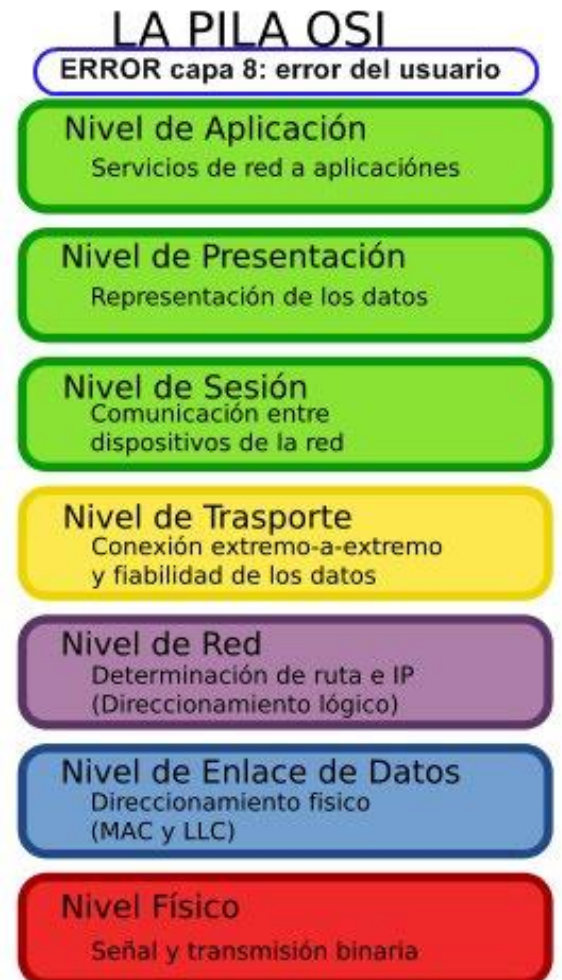 LA PILA OSI
ERROR capa 8: error del usuario
Nivel de Aplicación
Servicios de red a aplicaciónes
Nivel de Presentación
Representación de los datos
Nivel de Sesión
Comunicación entre
dispositivos de la red
Nivel de Trasporte
Conexión extremo-a-extremo
y fiabilidad de los datos
Nivel de Red
Determinación de ruta e IP
(Direccionamiento lógico)
Nivel de Enlace de Datos
Direccionamiento fisico
(MAC y LLC)
Nivel Físico
Señal y transmisión binaria